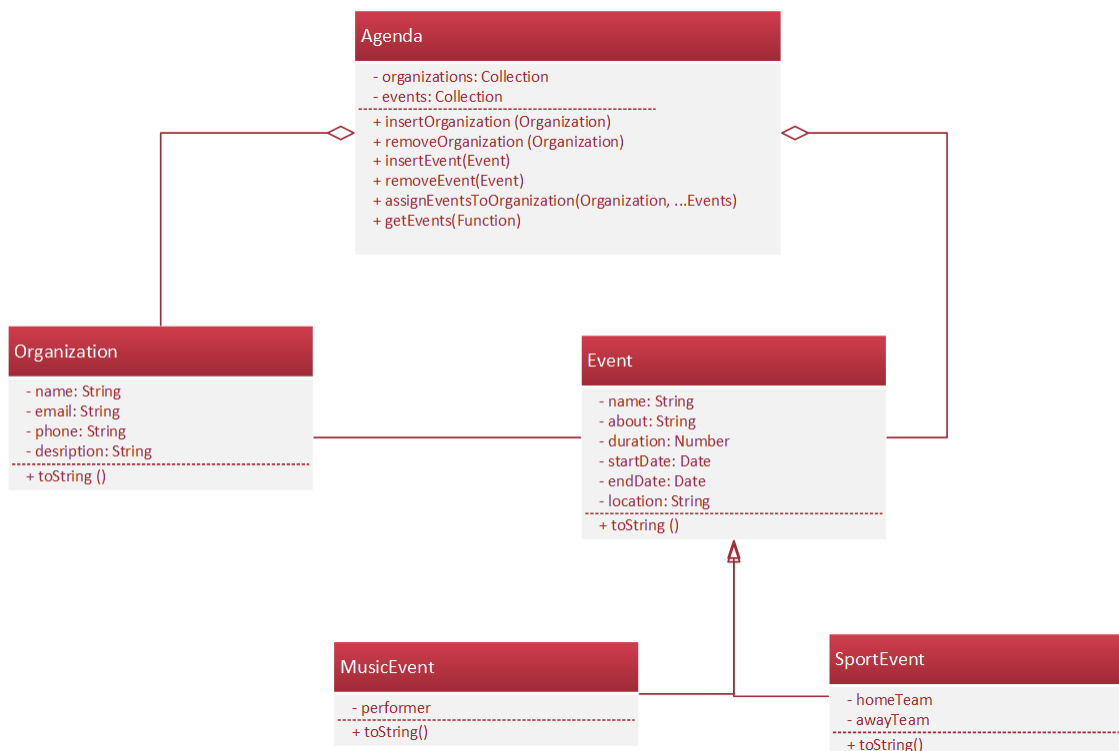 Agenda
- organizations: Collection
- events: Collection
+ insertOrganization (Organization)
+ removeOrganization (Organization)
+ insertEvent(Event)
+ removeEvent(Event)
+ assignEventsToOrganization(Organization, ...Events)
+ getEvents(Function)
Organization
- name: String
- email: String
- phone: String
- desription: String
+ toString ()
Event
- name: String
- about: String
- duration: Number
- startDate: Date
- endDate: Date
- location: String
+ toString ()
MusicEvent
- performer
+ toString()
SportEvent
- homeTeam
- awayTeam
+ toString()